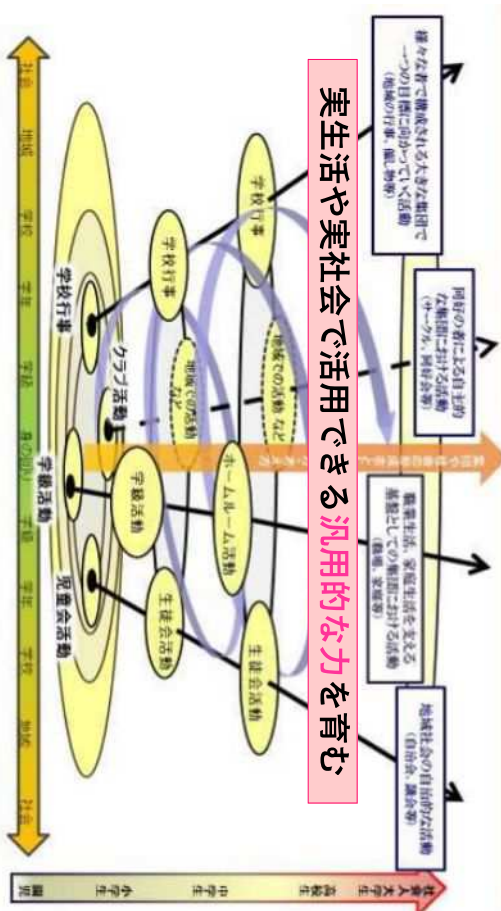 様々な者で構成される大きな集団で
一つの目標に向かっていく活動
(地域の行事、催し物等)
同好の者による自主的
な集団における活動
(サークル、同好会等)
職業生活、家庭生活を支える
基盤としての集団における活動
(職場、家庭等)
地域社会の自治的な活動
(自治会、議会等)
実生活や実社会で活用できる汎用的な力を育む
学校行事
地域での活動 など
ホームルーム活動
生徒会活動
学校行事
地域での活動
など
学級活動
生徒会活動
学校行事
クラブ活動
学級活動
児童会活動
社会
地域
学校
学年
学級
身の回り
学級
学年
学校
地域
社会
社会人
大学生
高校生
中学生
小学生
園児